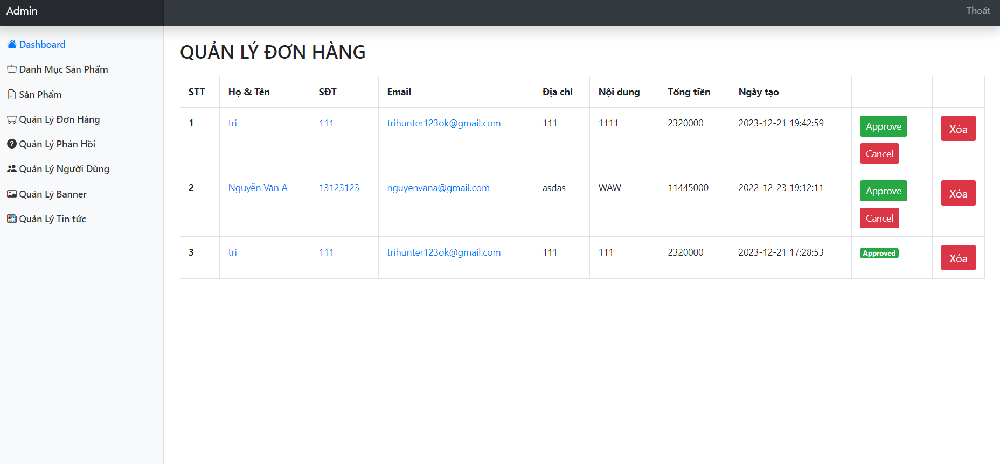 Admin
Thoát
Dashboard
Danh Mục Sản Phẩm
Sản Phẩm
Quản Lý Đơn Hàng
Quản Lý Phản Hồi
Quản Lý Người Dùng
Quản Lý Banner
Quản Lý Tin tức
QUẢN LÝ ĐƠN HÀNG
STT Họ & Tên SĐT Email Địa chỉ Nội dung Tổng tiền Ngày tạo
1 tri 111 trihunter123ok@gmail.com 111 1111 2320000 2023-12-21 19:42:59 Approve Xóa
Cancel
2 Nguyễn Văn A 13123123 nguyenvana@gmail.com asdas WAW 11445000 2022-12-23 19:12:11 Approve Xóa
Cancel
3 tri 111 trihunter123ok@gmail.com 111 111 2320000 2023-12-21 17:28:53 Approved Xóa